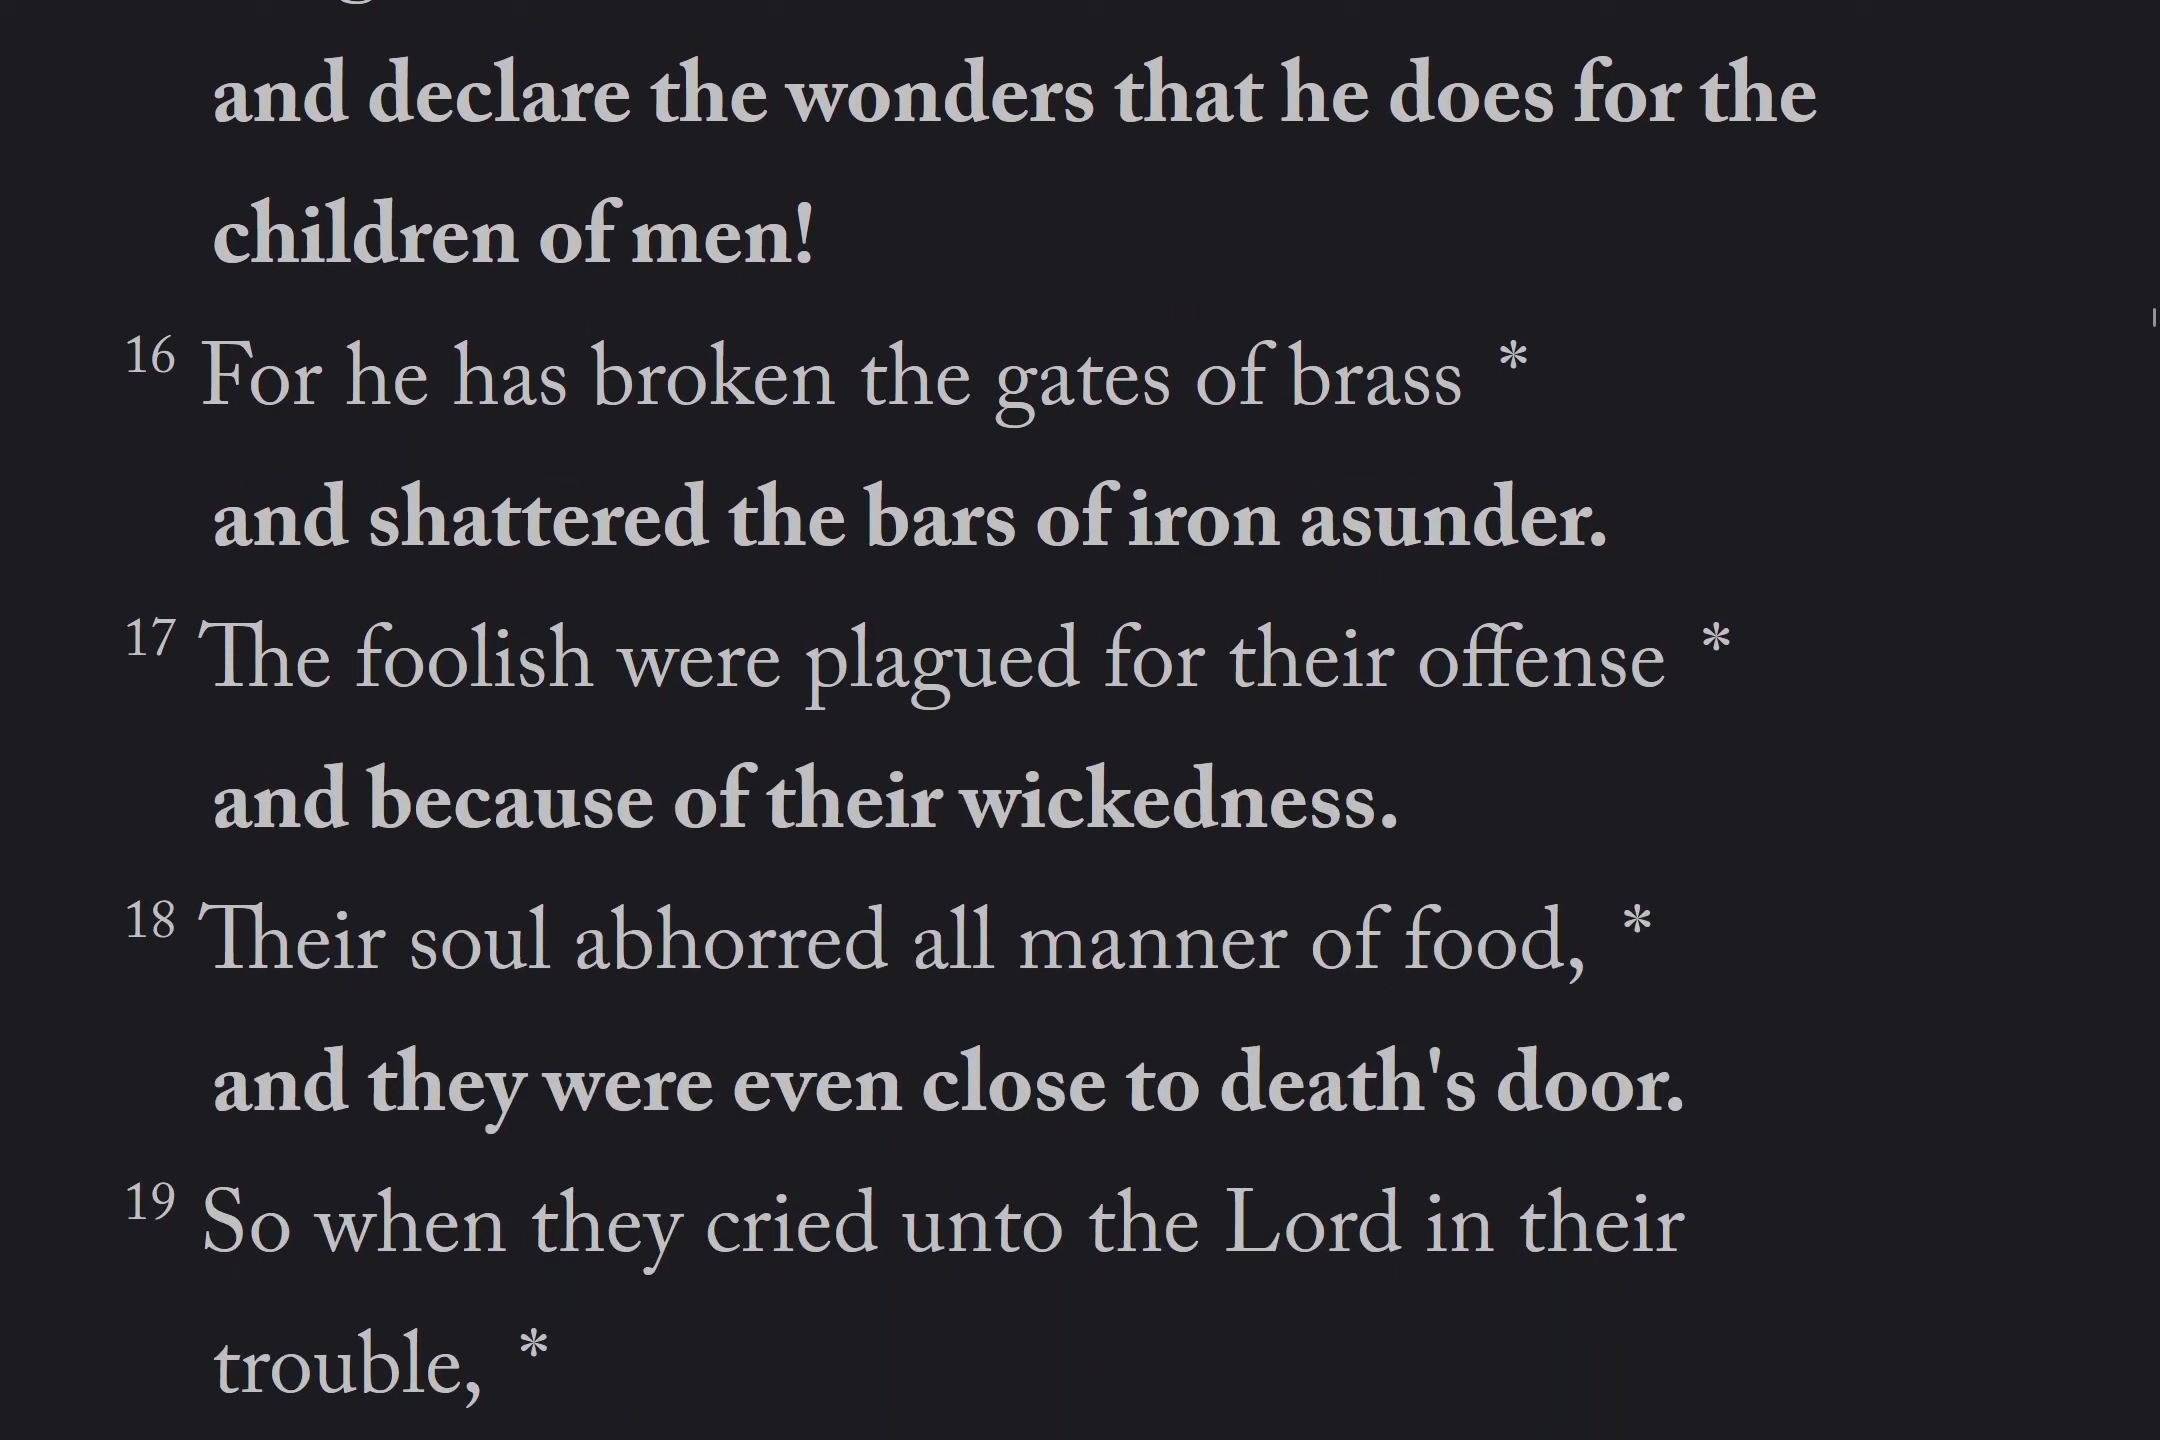 and declare the wonders that he does for the
children of men!
16 For he has broken the gates of brass *
and shattered the bars of iron asunder.
17 The foolish were plagued for their offense *
and because of their wickedness.
18 Their soul abhorred all manner of food, *
and they were even close to death's door.
19 So when they cried unto the Lord in their
trouble, *